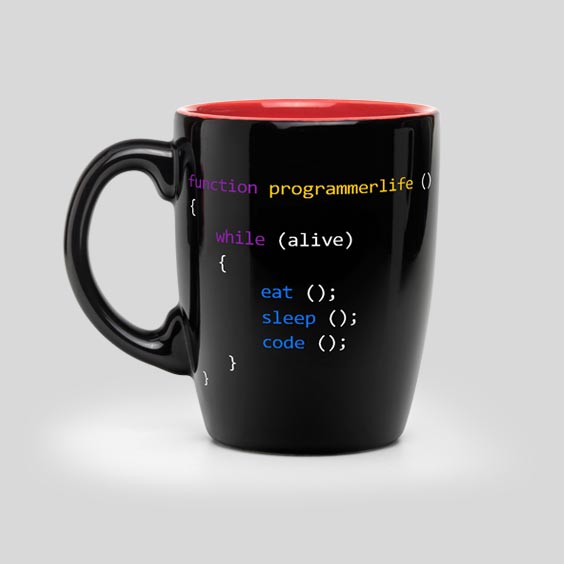 function programmerlife ()
{
while (alive)
{
eat ();
sleep ();
code ();
}
}